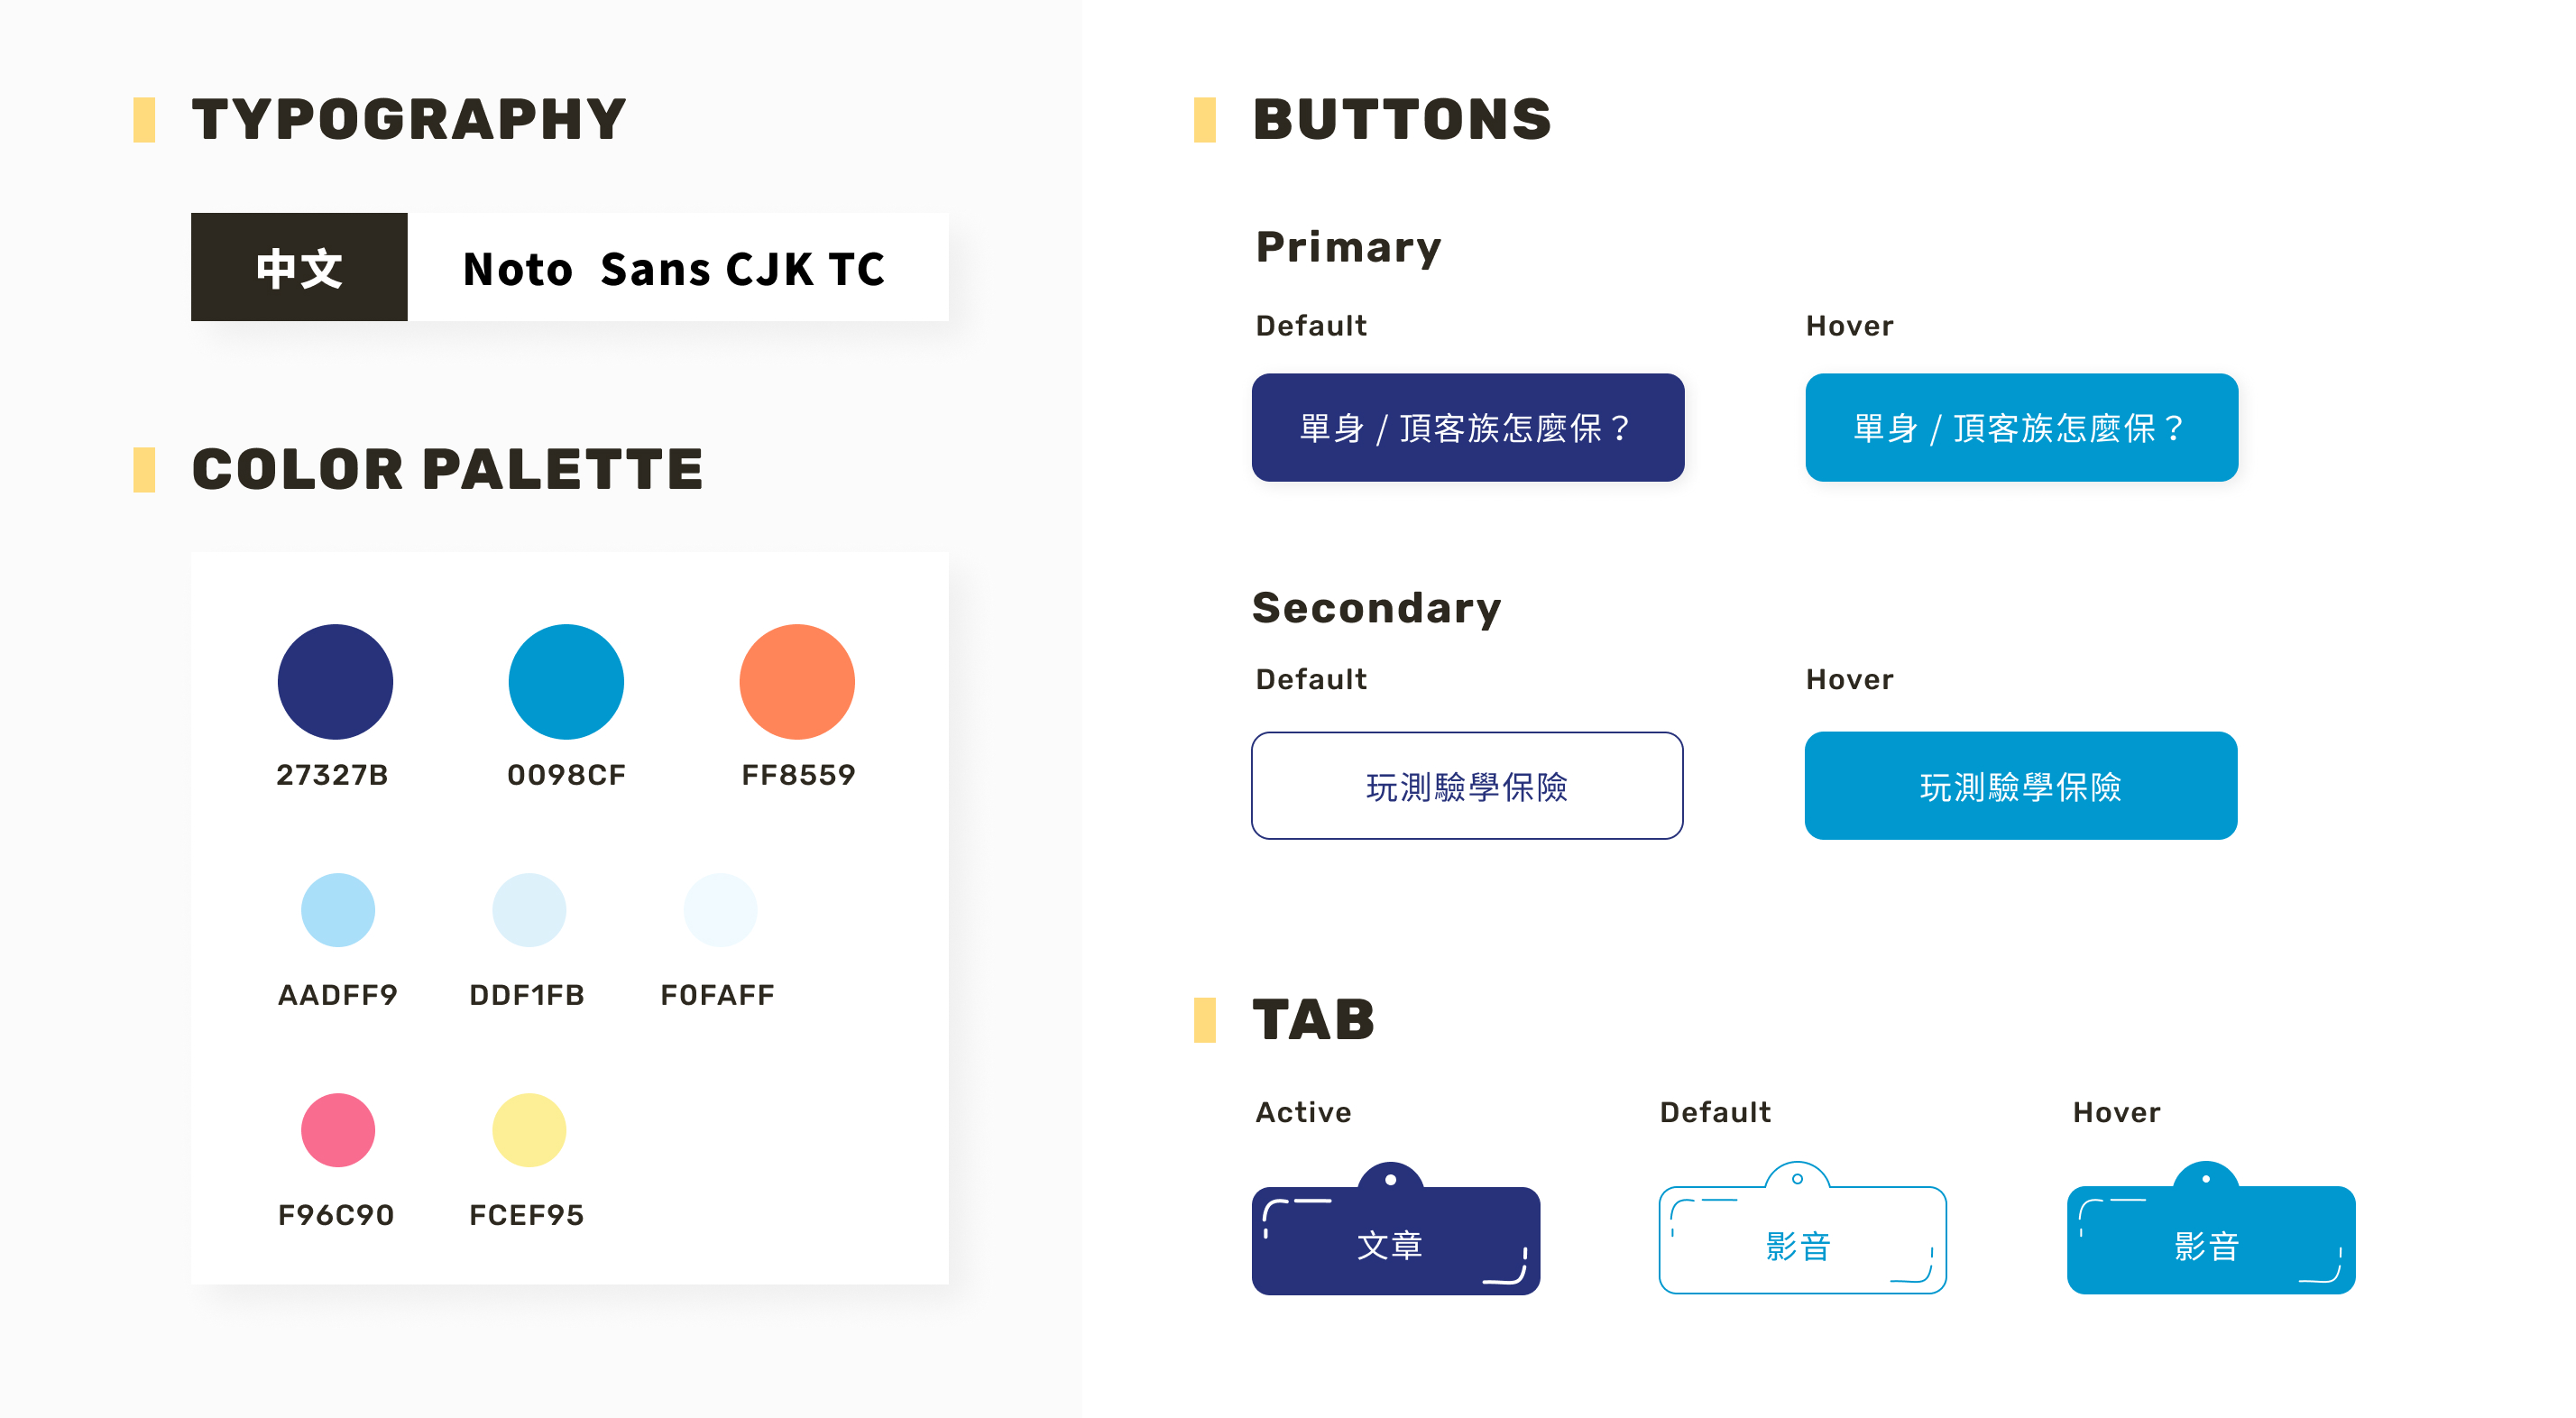 TYPOGRAPHY
中文
Noto Sans CJK TC
COLOR PALETTE
27327B
0098CF
FF8559
AADFF9
DDF1FB
F0FAFF
F96C90
FCEF95
BUTTONS
Primary
Default
Hover
單身 / 頂客族怎麼保？
單身 / 頂客族怎麼保？
Secondary
Default
Hover
玩測驗學保險
玩測驗學保險
TAB
Active
Default
Hover
文章
影音
影音